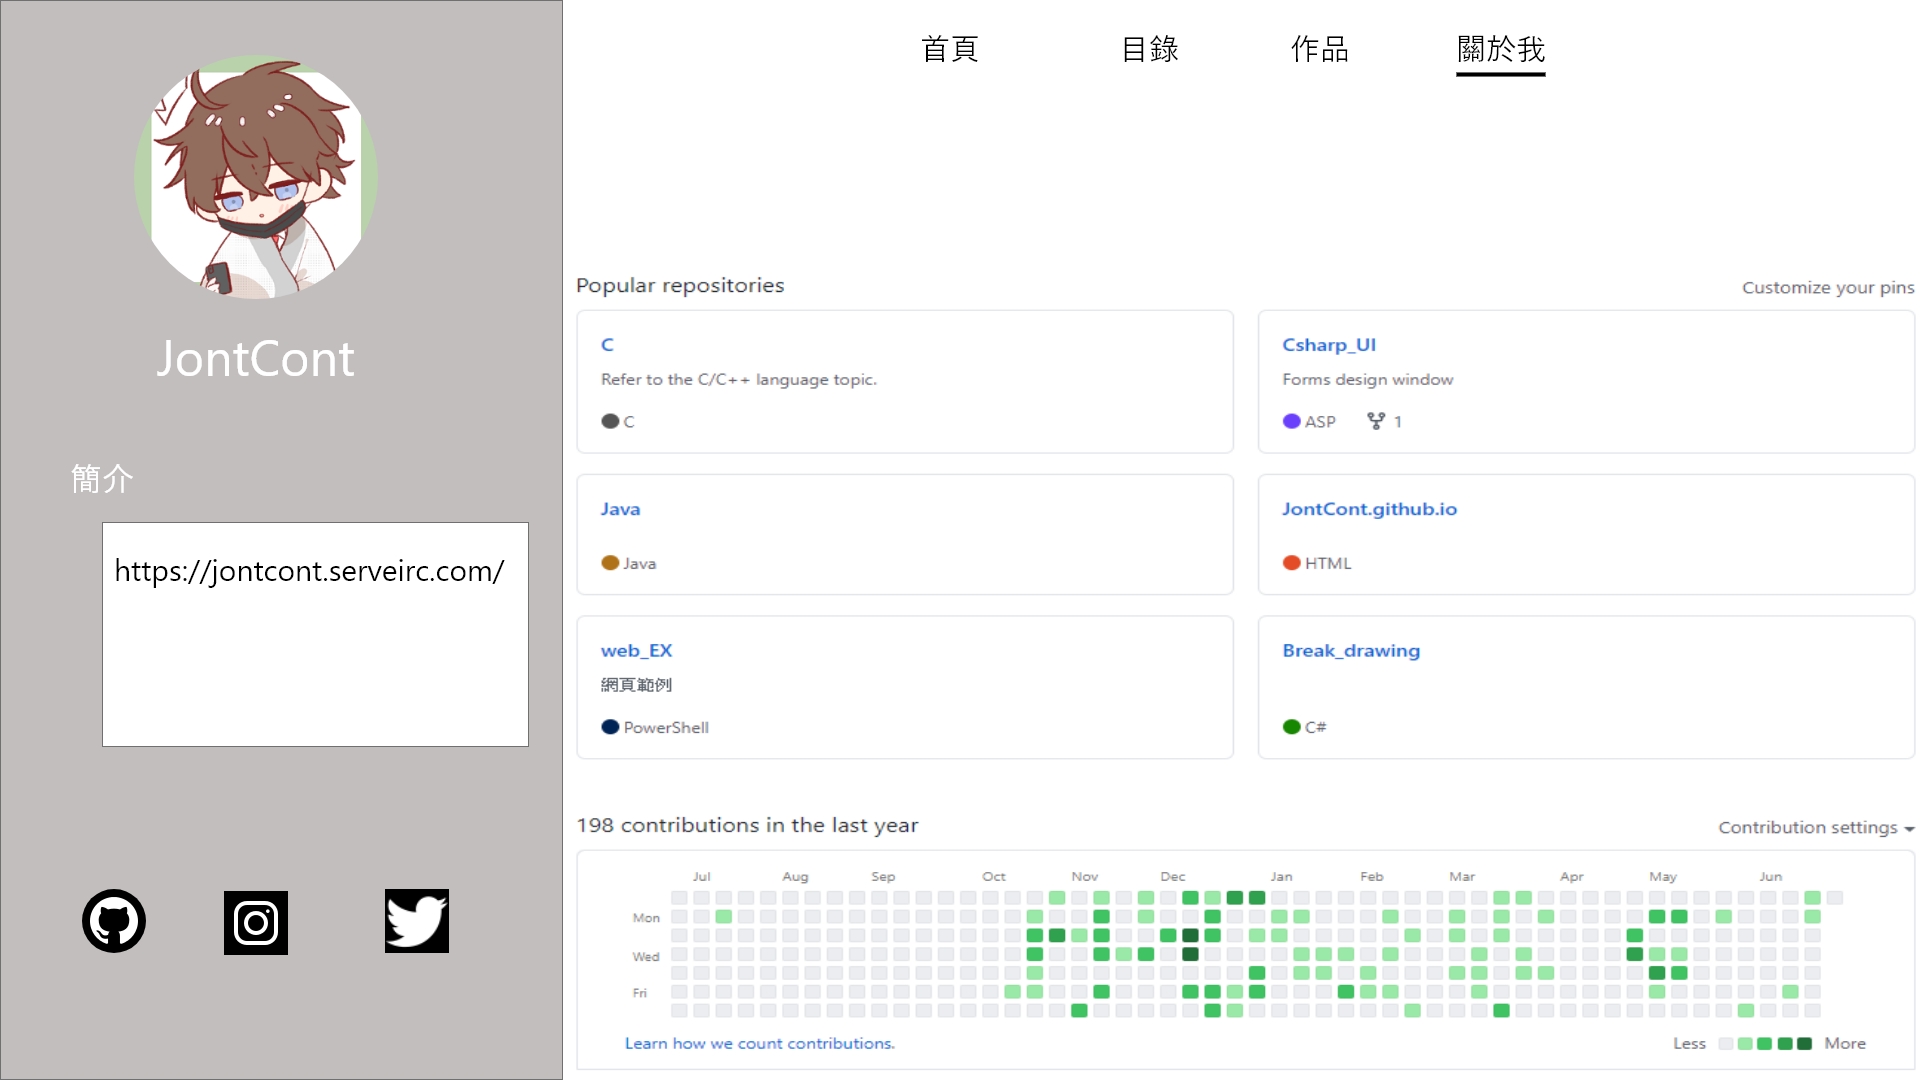 首頁
目錄
作品
關於我
JontCont
簡介
https://jontcont.serveirc.com/
Popular repositories
Customize your pins
C
Refer to the C/C++ language topic.
C
Csharp_UI
Forms design window
ASP
1
Java
Java
JontCont.github.io
HTML
web_EX
網頁範例
PowerShell
Break_drawing
C#
198 contributions in the last year
Contribution settings
Jul Aug Sep Oct Nov Dec Jan Feb Mar Apr May Jun
Mon
Wed
Fri
Learn how we count contributions.
Less
More